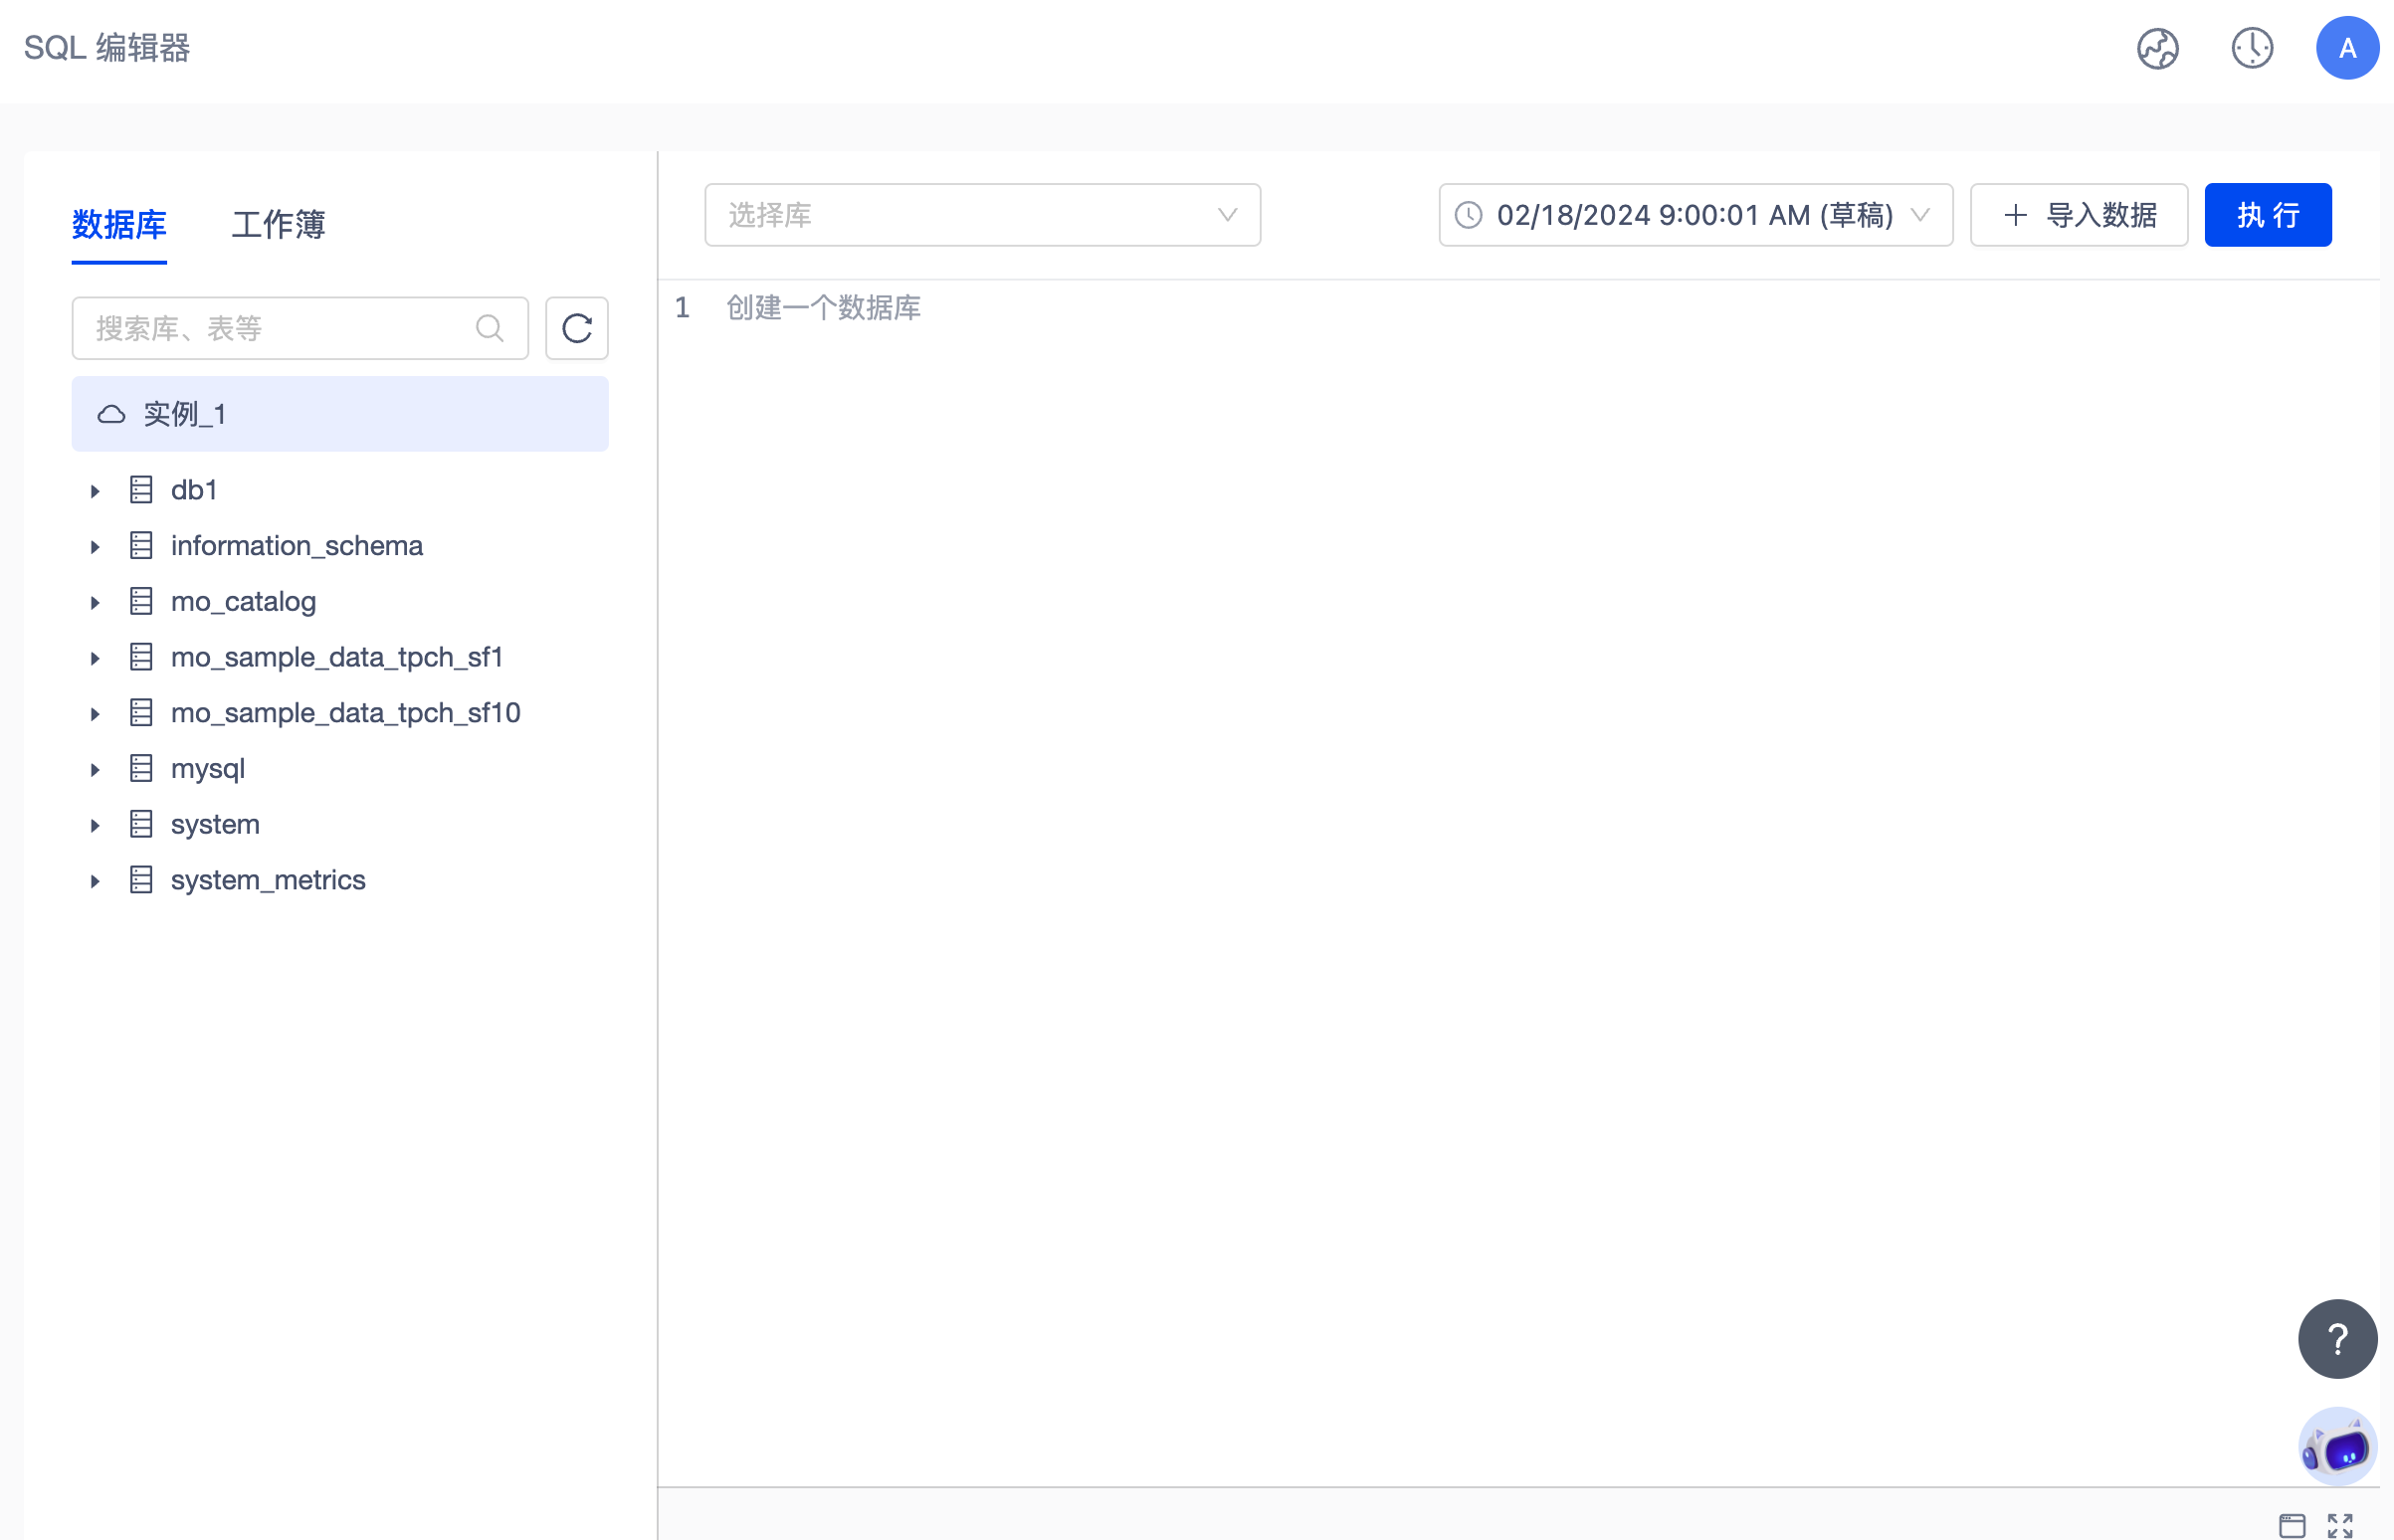 SQL 编辑器
A
数据库 工作簿
选择库
02/18/2024 9:00:01 AM (草稿)
导入数据
执 行
搜索库、表等
1 创建一个数据库
实例_1
db1
information_schema
mo_catalog
mo_sample_data_tpch_sf1
mo_sample_data_tpch_sf10
mysql
system
system_metrics
?